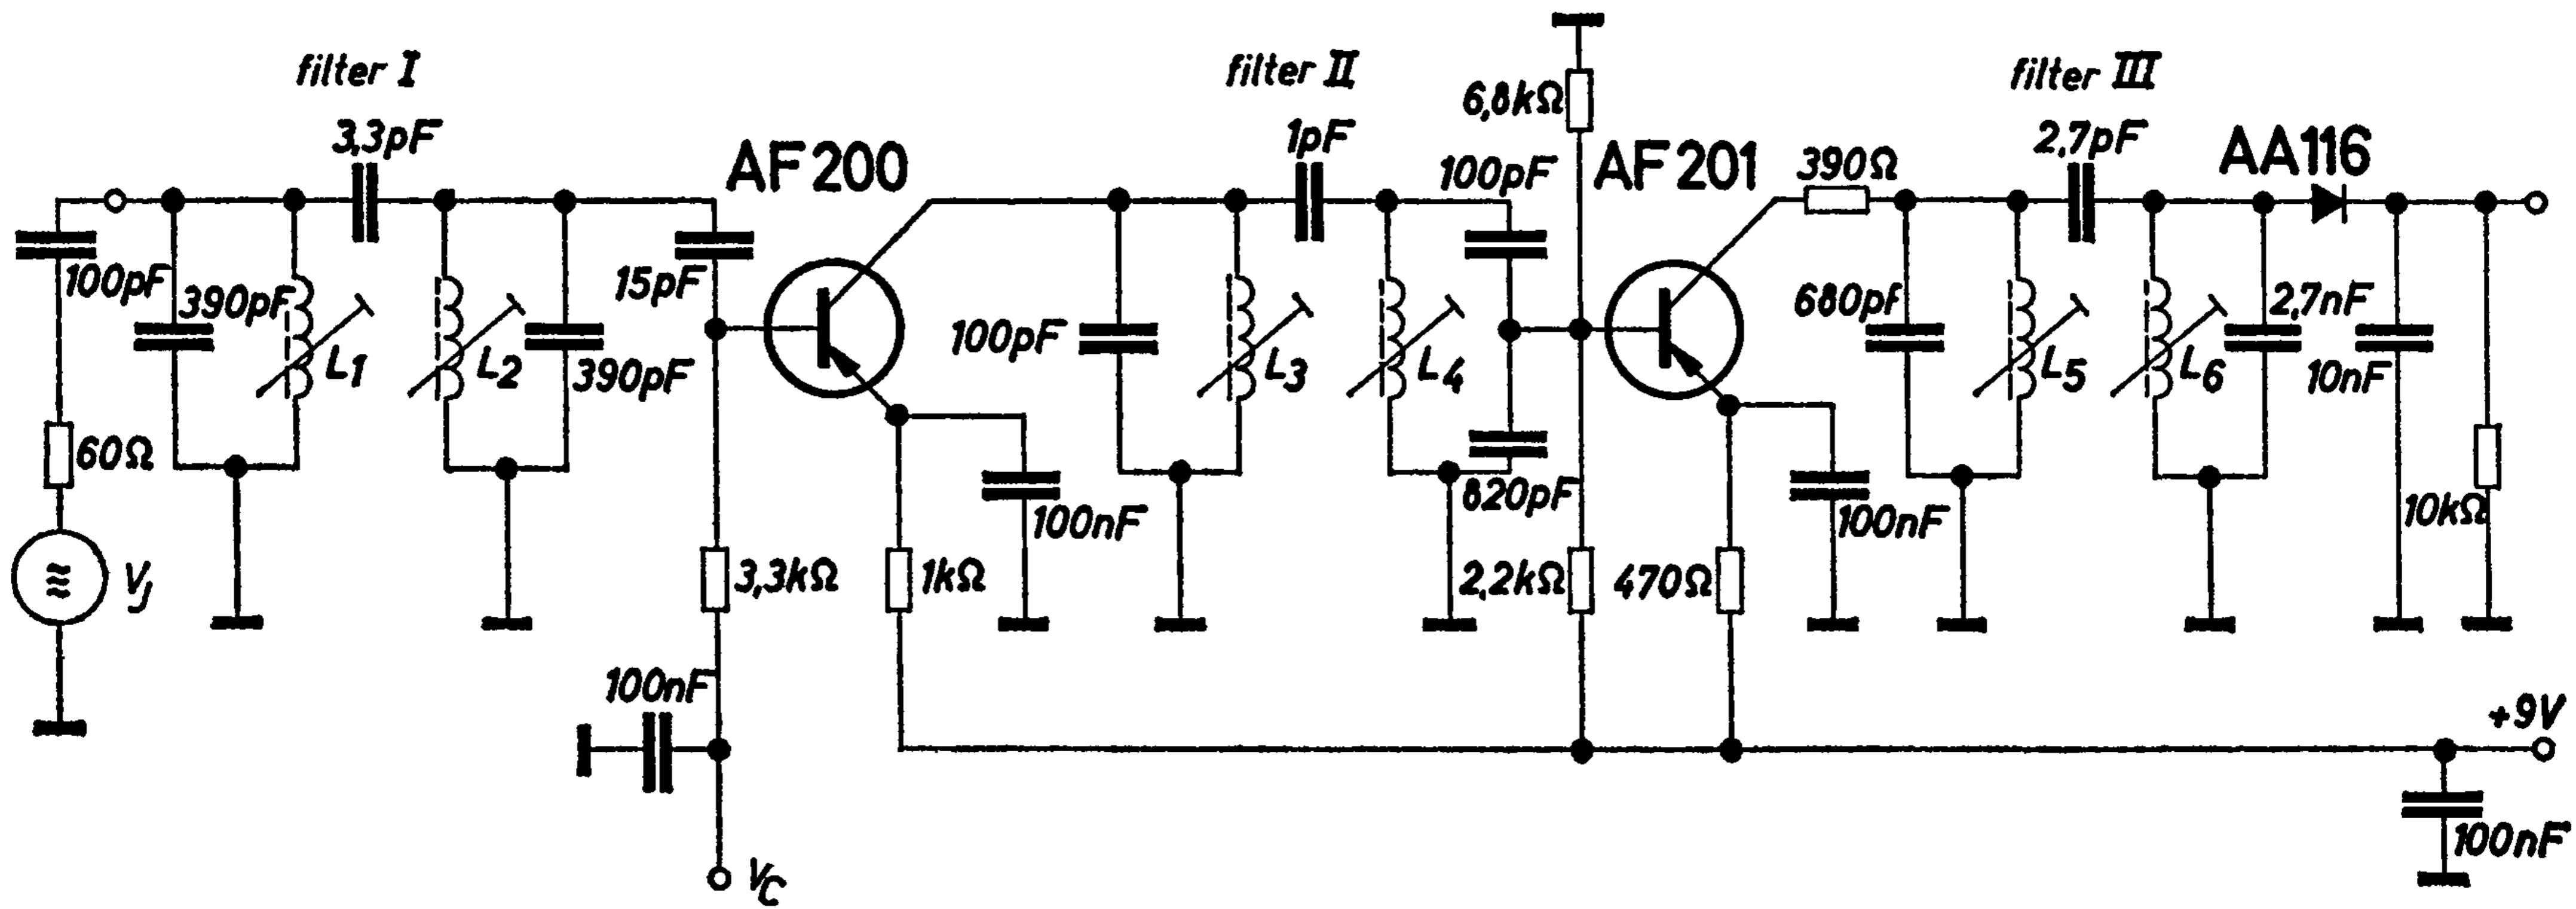 filter I
filter II
filter III
3,3pF
AF200
1pF
6,8kΩ
100pF
AF201
390Ω
2,7pF
AA116
100pF
390pF
L1
L2
390pF
15pF
100pF
L3
L4
680pF
L5
L6
2,7nF
10nF
60Ω
820pF
100nF
100nF
10kΩ
VJ
3,3kΩ
1kΩ
2,2kΩ
470Ω
100nF
+9V
100nF
VC